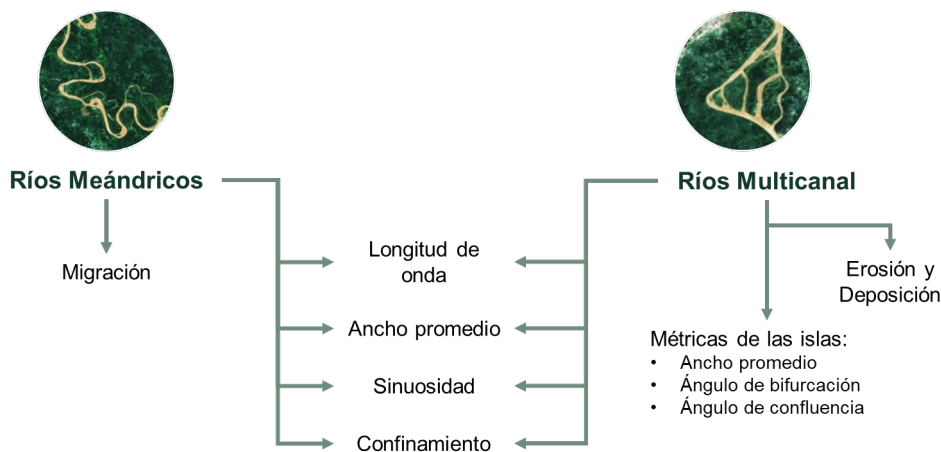 Ríos Meándricos
Migración
Longitud de
onda
Ancho promedio
Sinuosidad
Confinamiento
Ríos Multicanal
Erosión y
Deposición
Métricas de las islas:
• Ancho promedio
• Ángulo de bifurcación
• Ángulo de confluencia